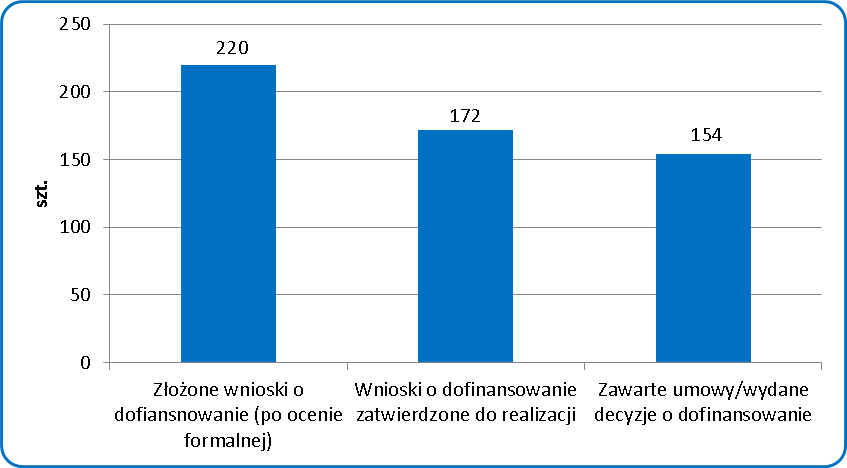 250
220
200
172
154
150
szt.
100
50
0
Złożone wnioski o
dofiansnowanie (po ocenie
formalnej)
Wnioski o dofinansowanie
zatwierdzone do realizacji
Zawarte umowy/wydane
decyzje o dofinansowanie